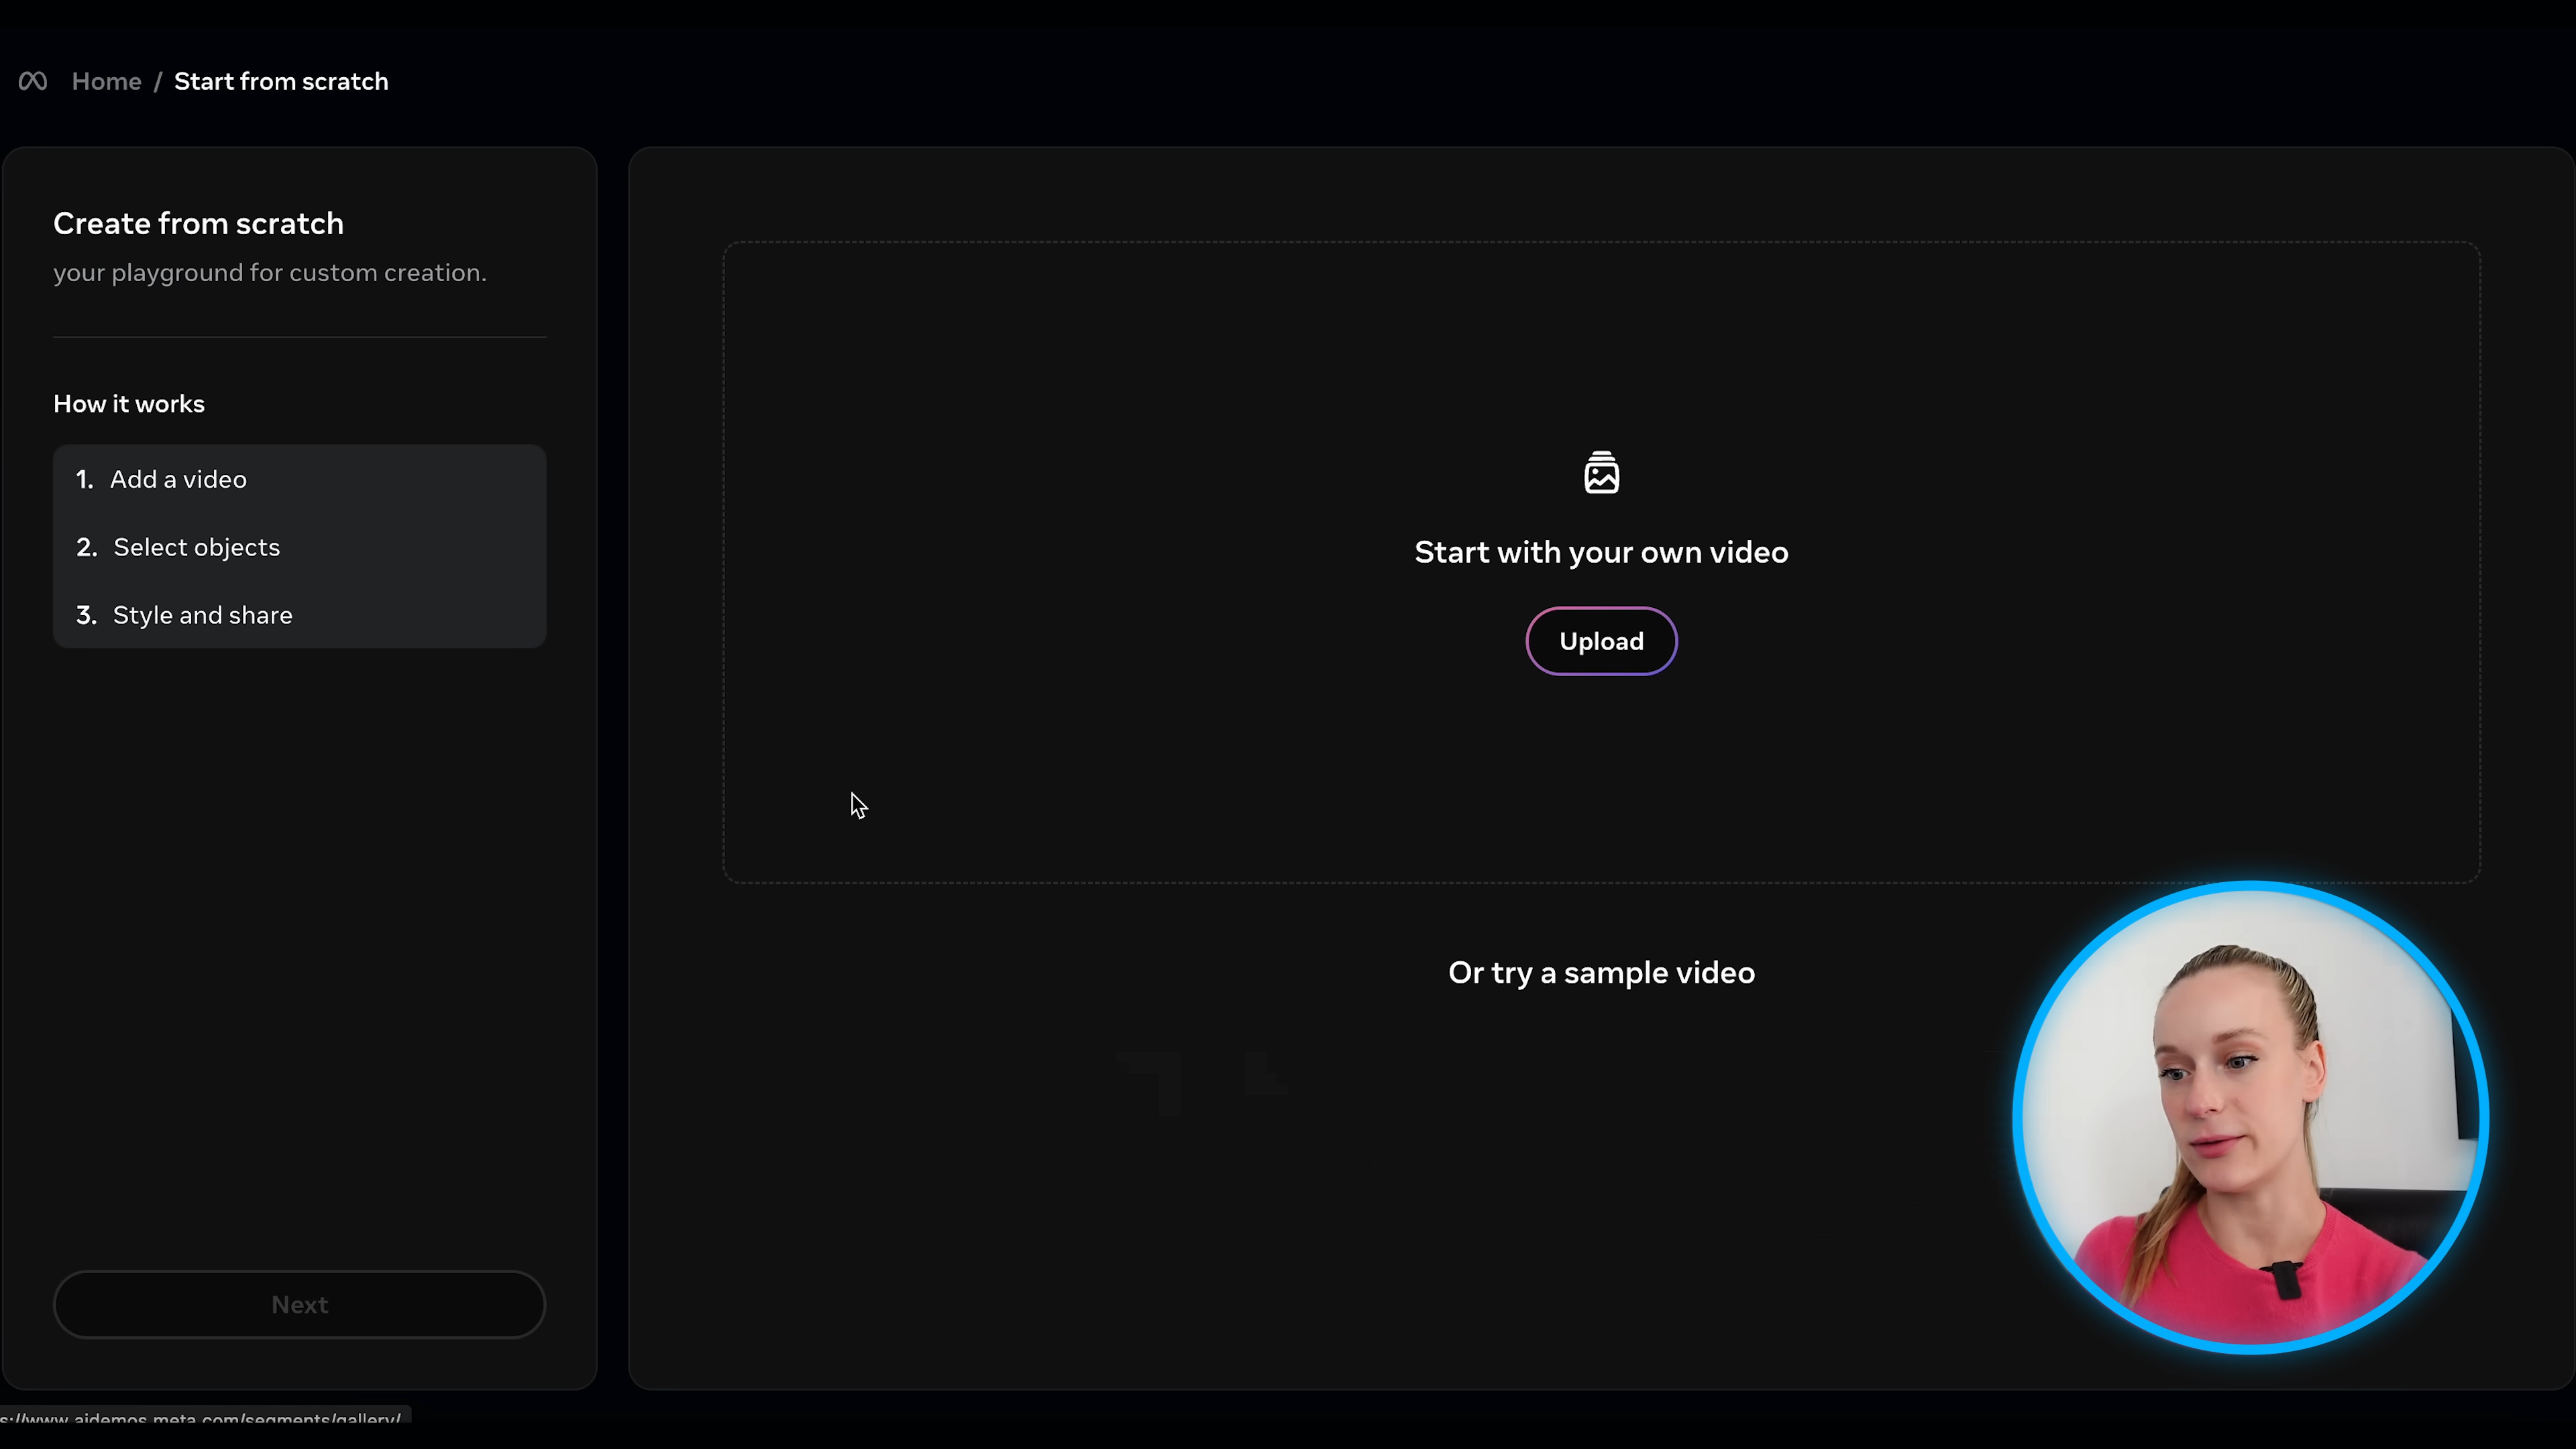 Home / Start from scratch
Create from scratch
your playground for custom creation.
How it works
1. Add a video
2. Select objects
3. Style and share
Next
Start with your own video
Upload
Or try a sample video
s://www.aidemos.meta.com/segments/gallery/